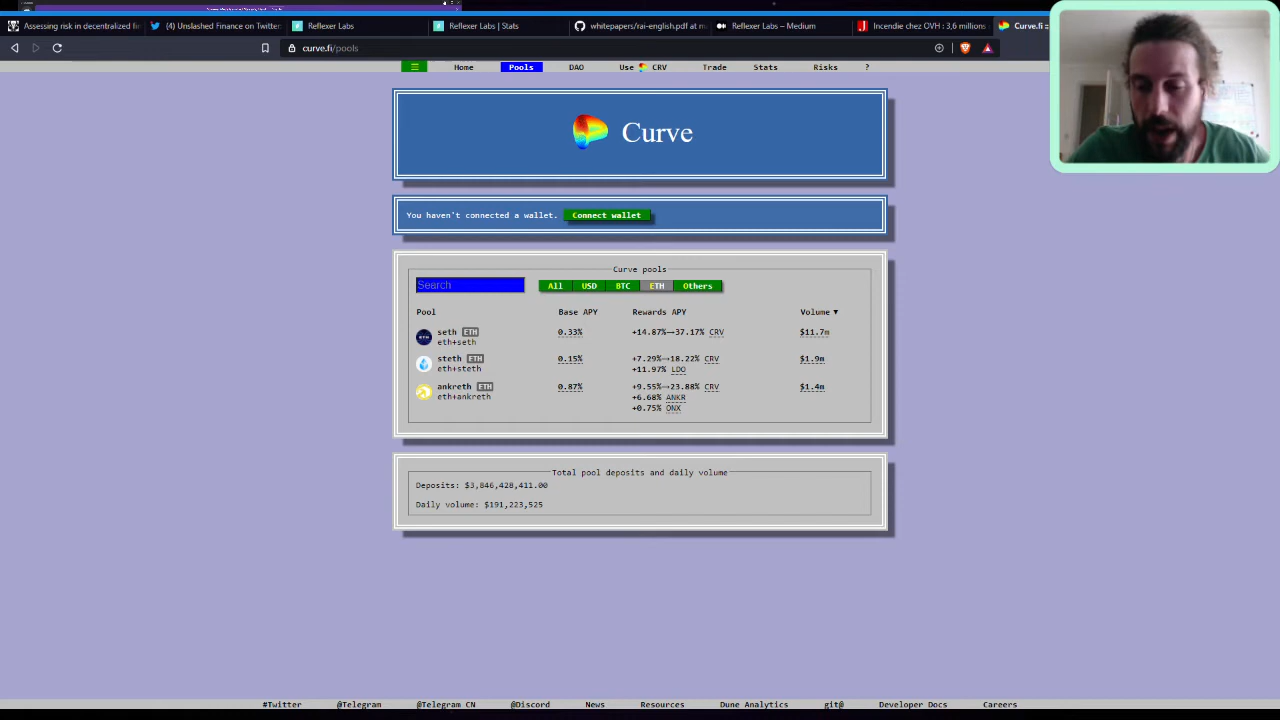 Assessing risk in decentralized fi
(4) Unslashed Finance on Twitter:
Reflexer Labs
Reflexer Labs | Stats
whitepapers/rai-english.pdf at m
Reflexer Labs – Medium
Incendie chez OVH : 3,6 millions
Curve.fi ::
curve.fi/pools
Home
Pools
DAO
Use CRV
Trade
Stats
Risks
?
Curve
You haven't connected a wallet. Connect wallet
Curve pools
Search
All
USD
BTC
ETH
Others
Pool Base APY Rewards APY Volume ▼
seth ETH 0.33% +14.87%→37.17% CRV $11.7m
eth+seth
steth ETH 0.15% +7.29%→18.22% CRV $1.9m
eth+steth +11.97% LDO
ankreth ETH 0.87% +9.55%→23.88% CRV $1.4m
eth+ankreth +6.68% ANKR
+0.75% ONX
Total pool deposits and daily volume
Deposits: $3,846,428,411.00
Daily volume: $191,223,525
#Twitter
@Telegram
@Telegram CN
@Discord
News
Resources
Dune Analytics
git@
Developer Docs
Careers